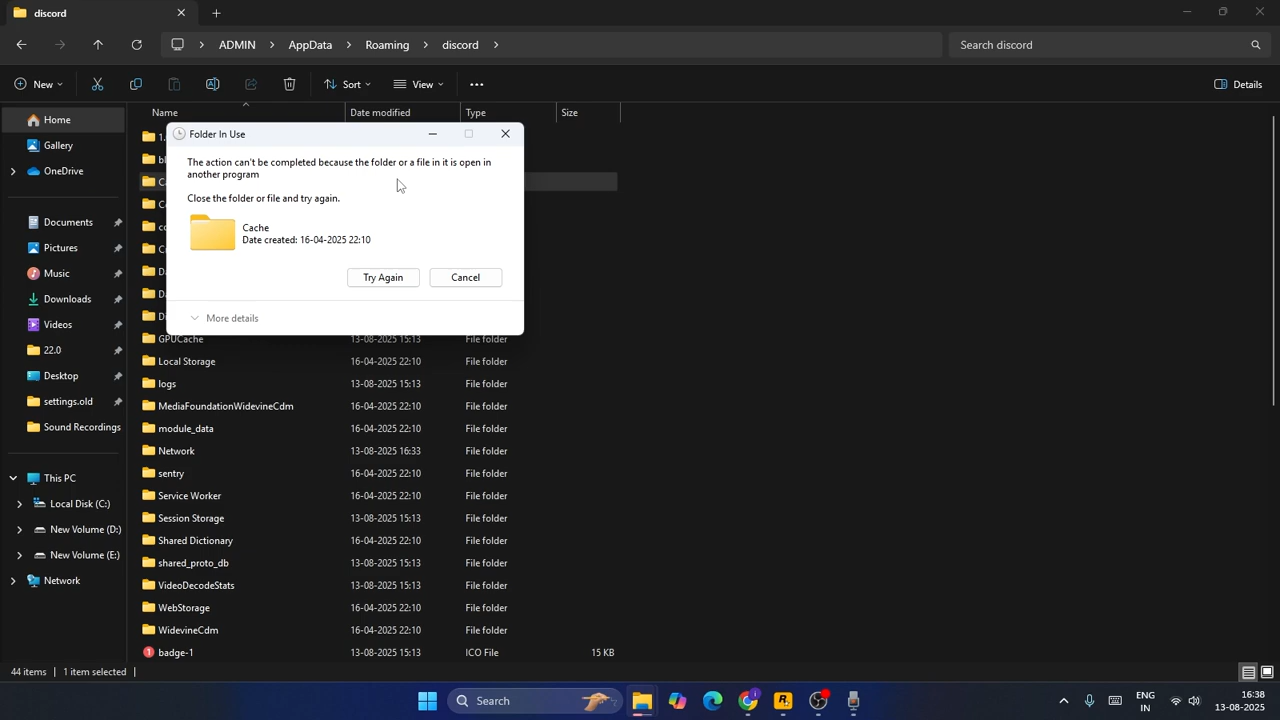 discord
ADMIN > AppData > Roaming > discord >
Search discord
New
Sort
View
Details
Name
Date modified
Type
Size
Home
Gallery
OneDrive
Documents
Pictures
Music
Downloads
Videos
22.0
Desktop
settings.old
Sound Recordings
This PC
Local Disk (C:)
New Volume (D:)
New Volume (E:)
Network
Folder In Use
The action can't be completed because the folder or a file in it is open in
another program
Close the folder or file and try again.
Cache
Date created: 16-04-2025 22:10
Try Again
Cancel
More details
GPUCache 13-08-2025 15:13 File folder
Local Storage 16-04-2025 22:10 File folder
logs 13-08-2025 15:13 File folder
MediaFoundationWidevineCdm 16-04-2025 22:10 File folder
module_data 16-04-2025 22:10 File folder
Network 13-08-2025 16:33 File folder
sentry 16-04-2025 22:10 File folder
Service Worker 16-04-2025 22:10 File folder
Session Storage 13-08-2025 15:13 File folder
Shared Dictionary 16-04-2025 22:10 File folder
shared_proto_db 13-08-2025 15:13 File folder
VideoDecodeStats 13-08-2025 15:13 File folder
WebStorage 16-04-2025 22:10 File folder
WidevineCdm 16-04-2025 22:10 File folder
badge-1 13-08-2025 15:13 ICO File 15 KB
44 items
1 item selected
Search
ENG
IN
16:38
13-08-2025